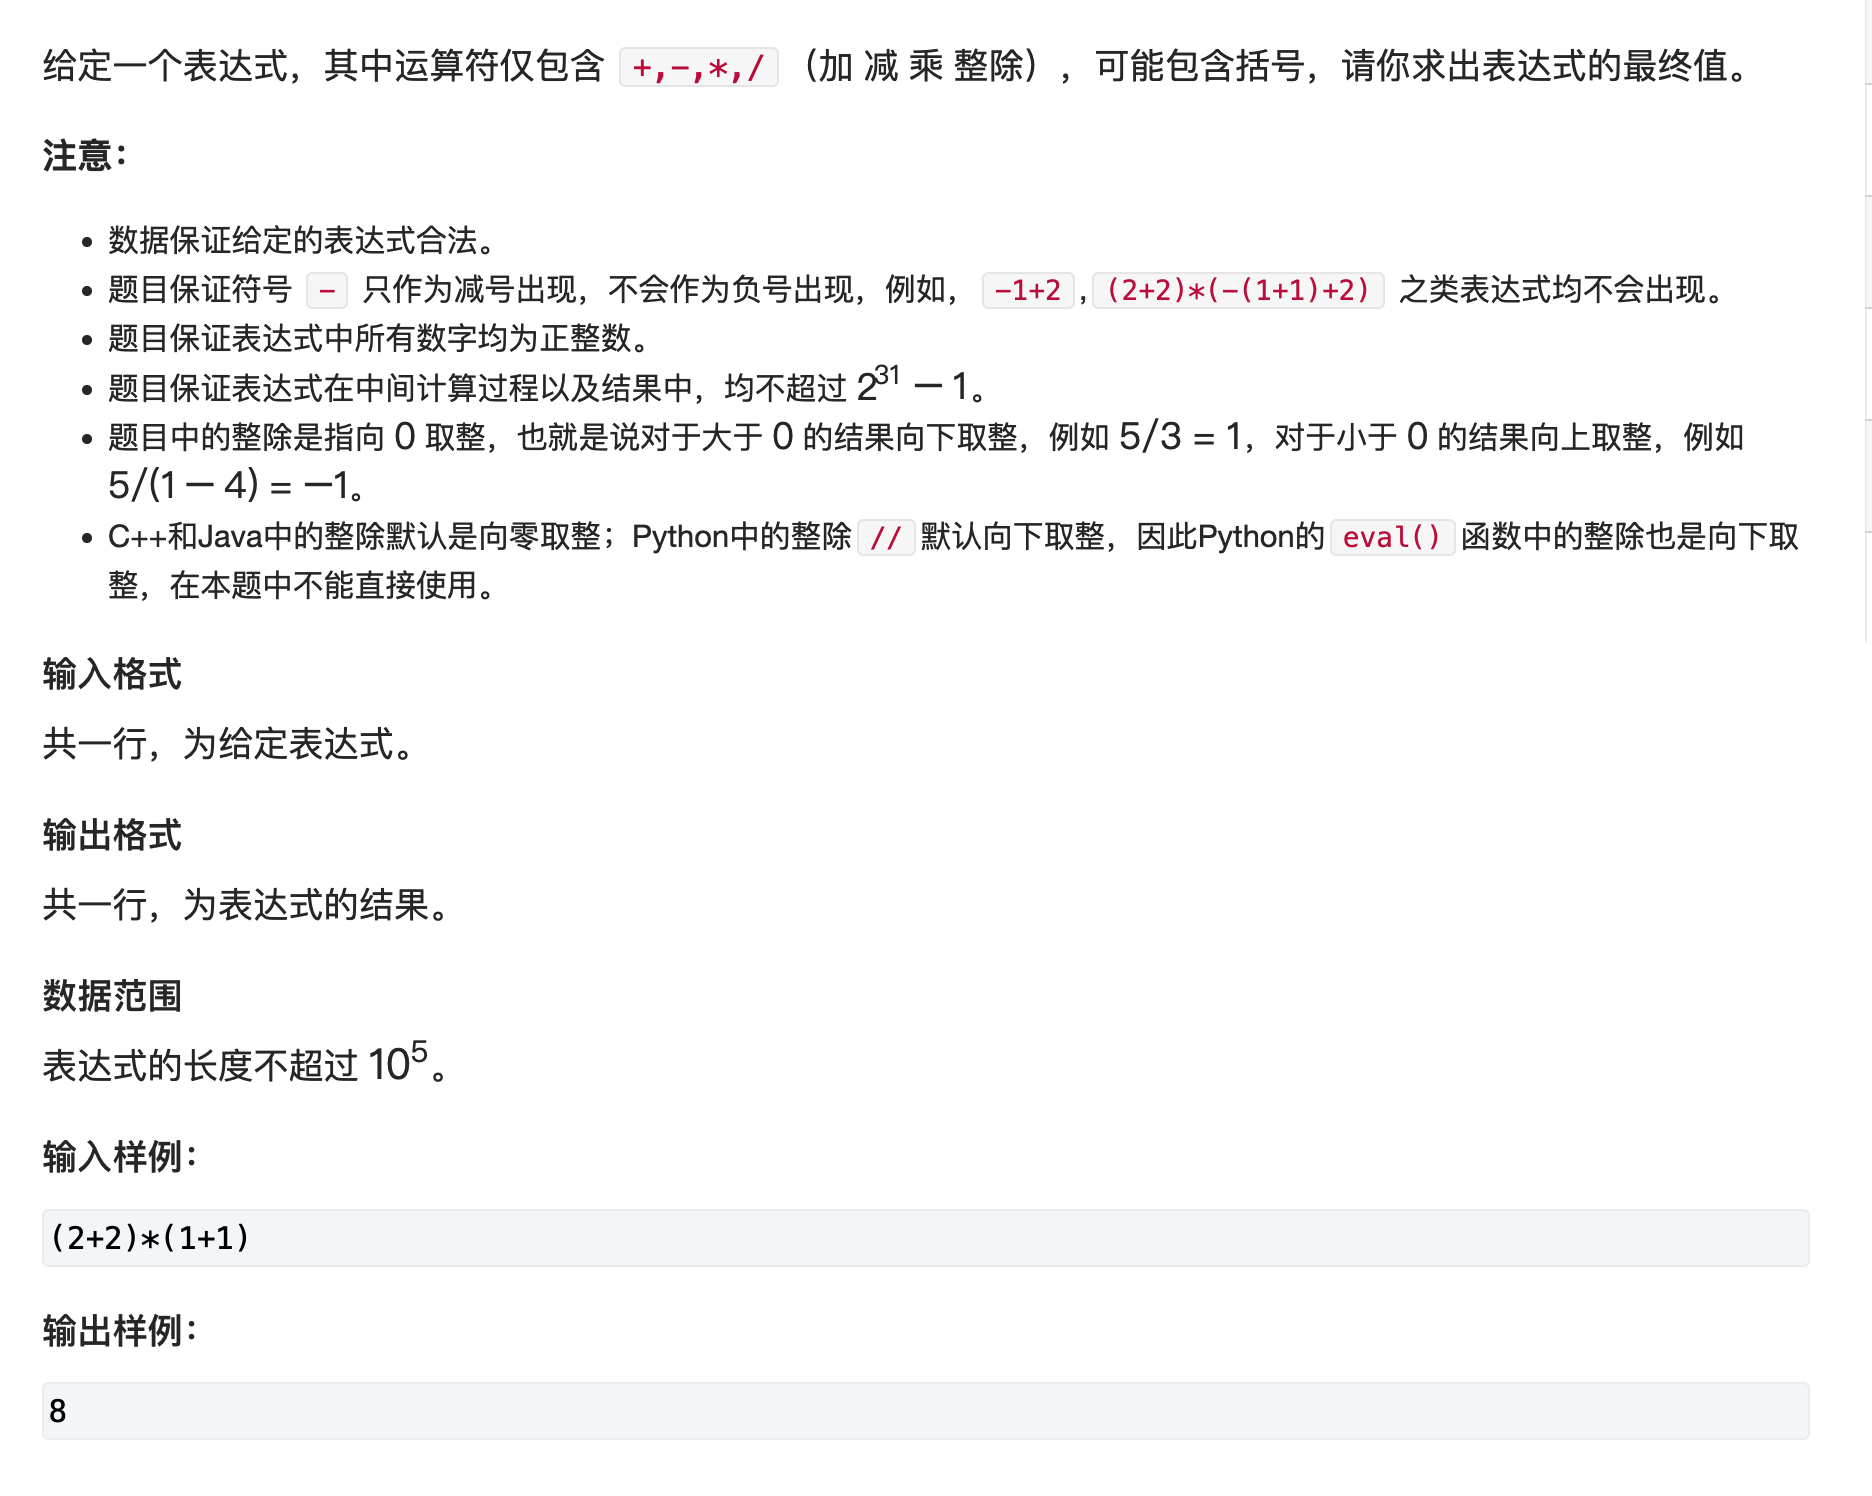 给定一个表达式，其中运算符仅包含 +,-,*,/ （加 减 乘 整除），可能包含括号，请你求出表达式的最终值。
注意：
• 数据保证给定的表达式合法。
• 题目保证符号 - 只作为减号出现，不会作为负号出现，例如， -1+2 , (2+2)*(-(1+1)+2) 之类表达式均不会出现。
• 题目保证表达式中所有数字均为正整数。
• 题目保证表达式在中间计算过程以及结果中，均不超过 2³¹ − 1。
• 题目中的整除是指向 0 取整，也就是说对于大于 0 的结果向下取整，例如 5/3 = 1，对于小于 0 的结果向上取整，例如
5/(1 − 4) = −1。
• C++和Java中的整除默认是向零取整；Python中的整除 // 默认向下取整，因此Python的 eval() 函数中的整除也是向下取
整，在本题中不能直接使用。
输入格式
共一行，为给定表达式。
输出格式
共一行，为表达式的结果。
数据范围
表达式的长度不超过 10⁵。
输入样例：
(2+2)*(1+1)
输出样例：
8